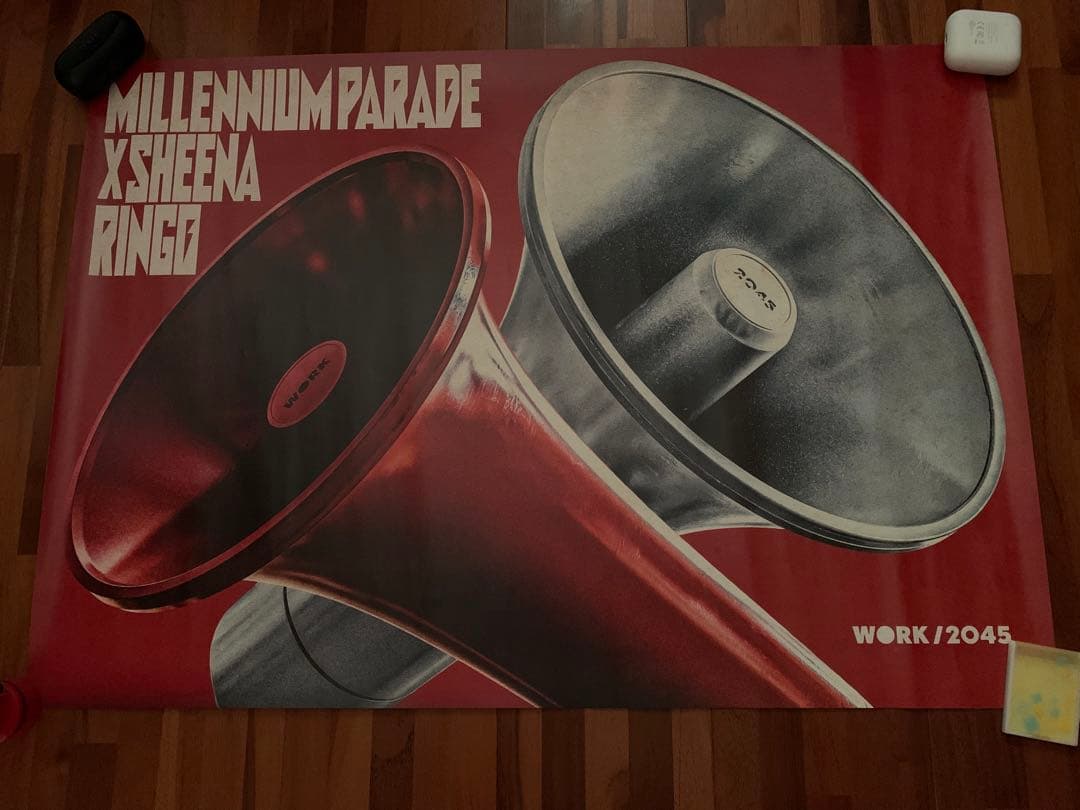 MILLENNIUM PARADE
X SHEENA
RINGO
2045
WORK
WORK / 2045